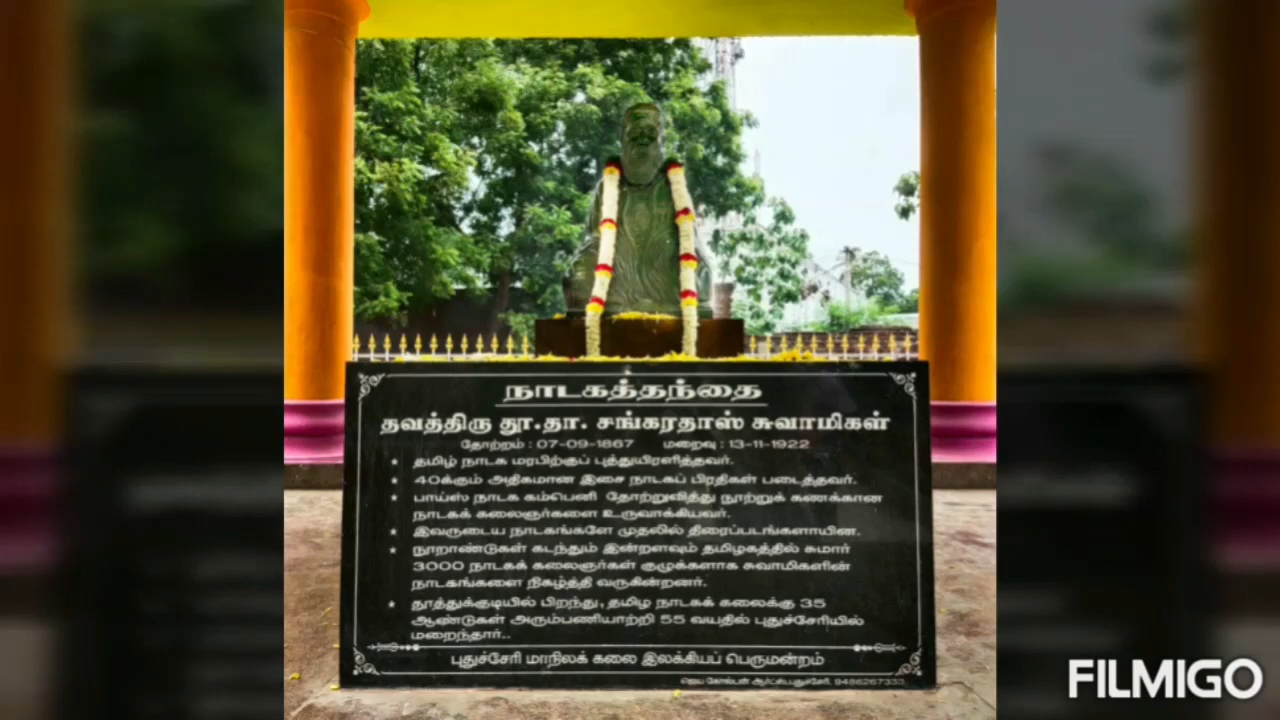 நாடகத்தந்தை
தவத்திரு தூ.தா. சங்கரதாஸ் சுவாமிகள்
தோற்றம் : 07-09-1867 மறைவு : 13-11-1922
* தமிழ் நாடக மரபிற்குப் புத்துயிரளித்தவர்.
* 40க்கும் அதிகமான இசை நாடகப் பிரதிகள் படைத்தவர்.
* பாய்ஸ் நாடக கம்பெனி தோற்றுவித்து நூற்றுக் கணக்கான
நாடகக் கலைஞர்களை உருவாக்கியவர்.
* இவருடைய நாடகங்களே முதலில் திரைப்படங்களாயின.
* நூறாண்டுகள் கடந்தும் இன்றளவும் தமிழகத்தில் சுமார்
3000 நாடகக் கலைஞர்கள் குழுக்களாக சுவாமிகளின்
நாடகங்களை நிகழ்த்தி வருகின்றனர்.
* தூத்துக்குடியில் பிறந்து, தமிழ நாடகக் கலைக்கு 35
ஆண்டுகள் அரும்பணியாற்றி 55 வயதில் புதுச்சேரியில்
மறைந்தார்..
புதுச்சேரி மாநிலக் கலை இலக்கியப் பெருமன்றம்
புதுச்சேரி. 9486267333
FILMIGO